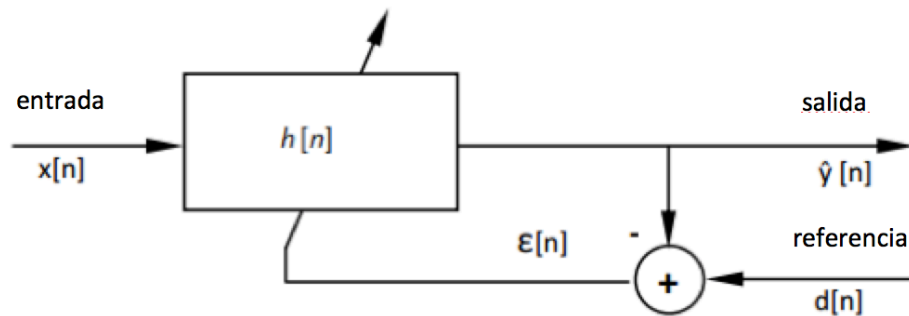 entrada
x[n]
h[n]
salida
ŷ [n]
ε[n]
-
+
referencia
d[n]